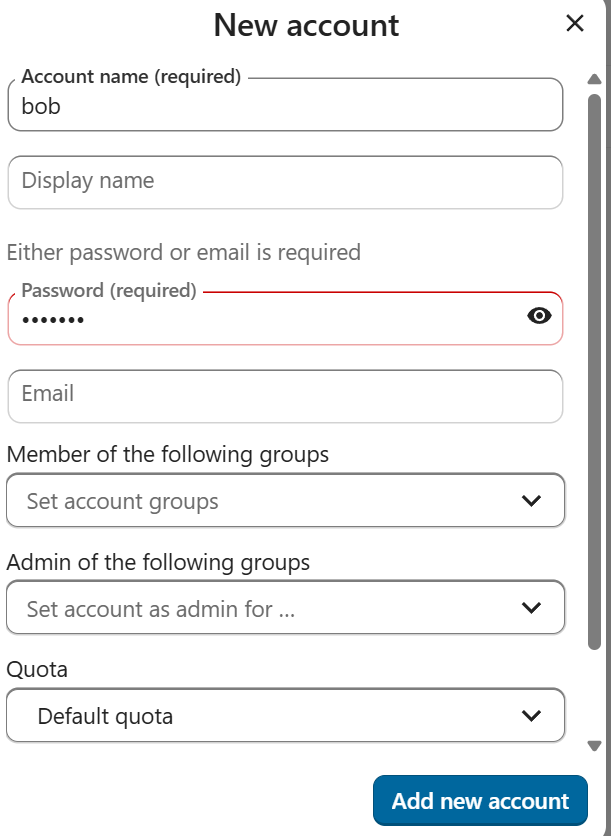 New account
Account name (required)
bob
Display name
Either password or email is required
Password (required)
•••••••
Email
Member of the following groups
Set account groups
Admin of the following groups
Set account as admin for ...
Quota
Default quota
Add new account